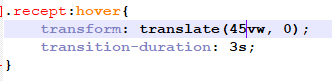 .recept:hover{
transform: translate(45vw, 0);
transition-duration: 3s;
}